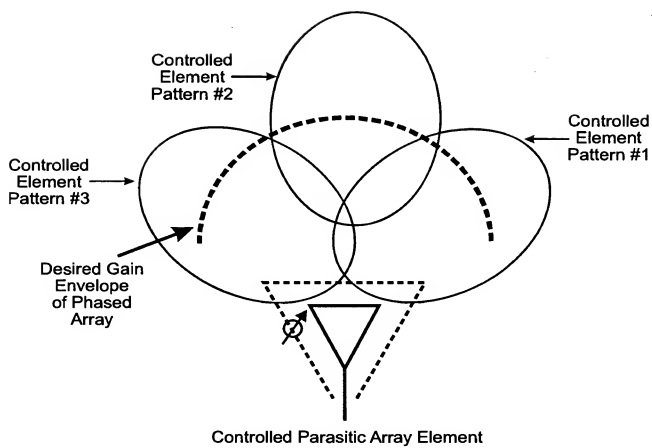 Controlled
Element
Pattern #2
Controlled
Element
Pattern #1
Controlled
Element
Pattern #3
Desired Gain
Envelope
of Phased
Array
Controlled Parasitic Array Element